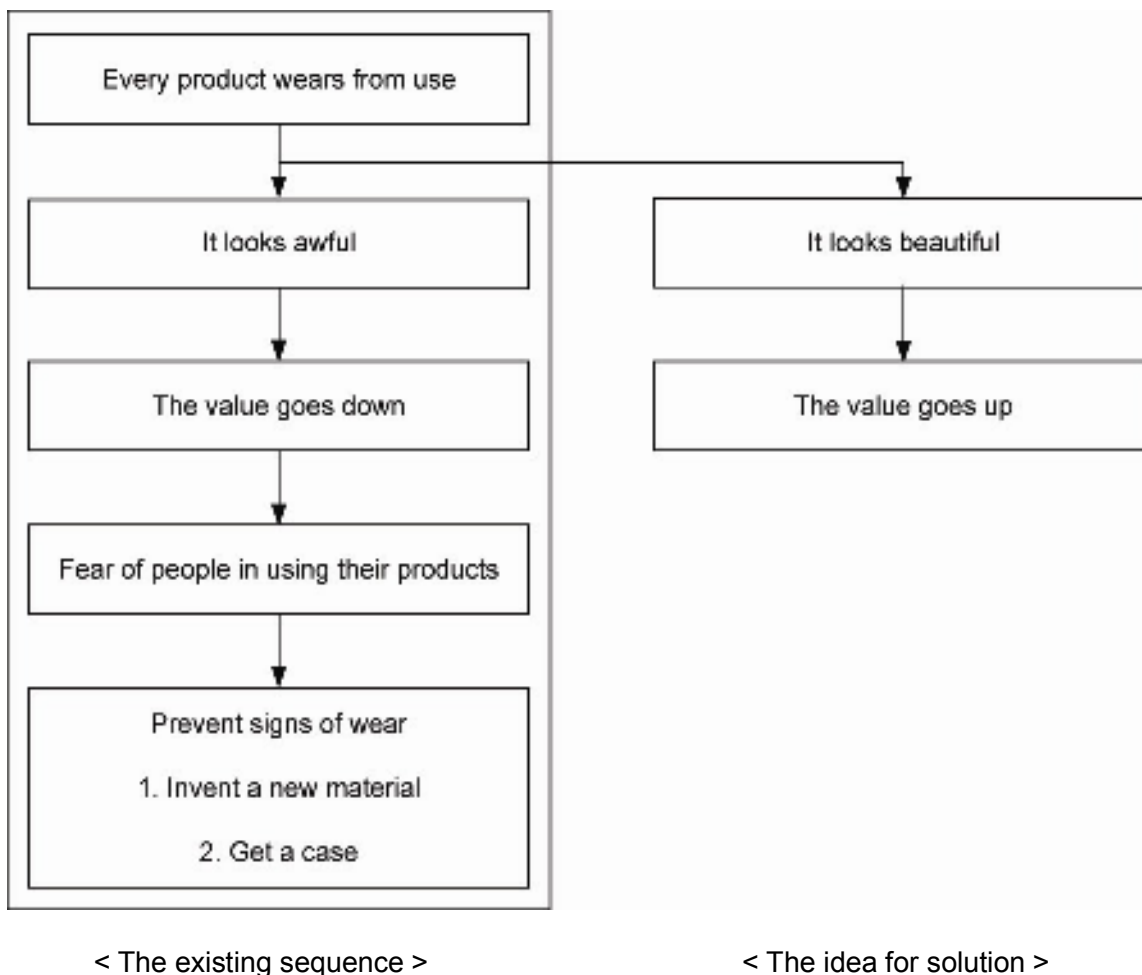 Every product wears from use
It looks awful
It looks beautiful
The value goes down
The value goes up
Fear of people in using their products
Prevent signs of wear
1. Invent a new material
2. Get a case
< The existing sequence >
< The idea for solution >